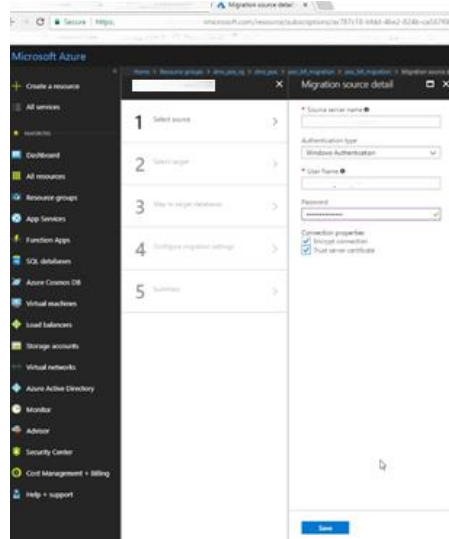 Migration source detail
Secure https:
Microsoft Azure
Migration source detail
Create a resource
All services
FAVORITES
Dashboard
All resources
Resource groups
App Services
Function Apps
SQL databases
Azure Cosmos DB
Virtual machines
Load balancers
Storage accounts
Virtual networks
Azure Active Directory
Monitor
Advisor
Security Center
Cost Management + Billing
Help + support
1 Select source
2 Select target
3 Map to target databases
4 Configure migration settings
5 Summary
* Source server name
Authentication type
Windows Authentication
* User Name
Password
Connection properties
Encrypt connection
Trust server certificate
Save